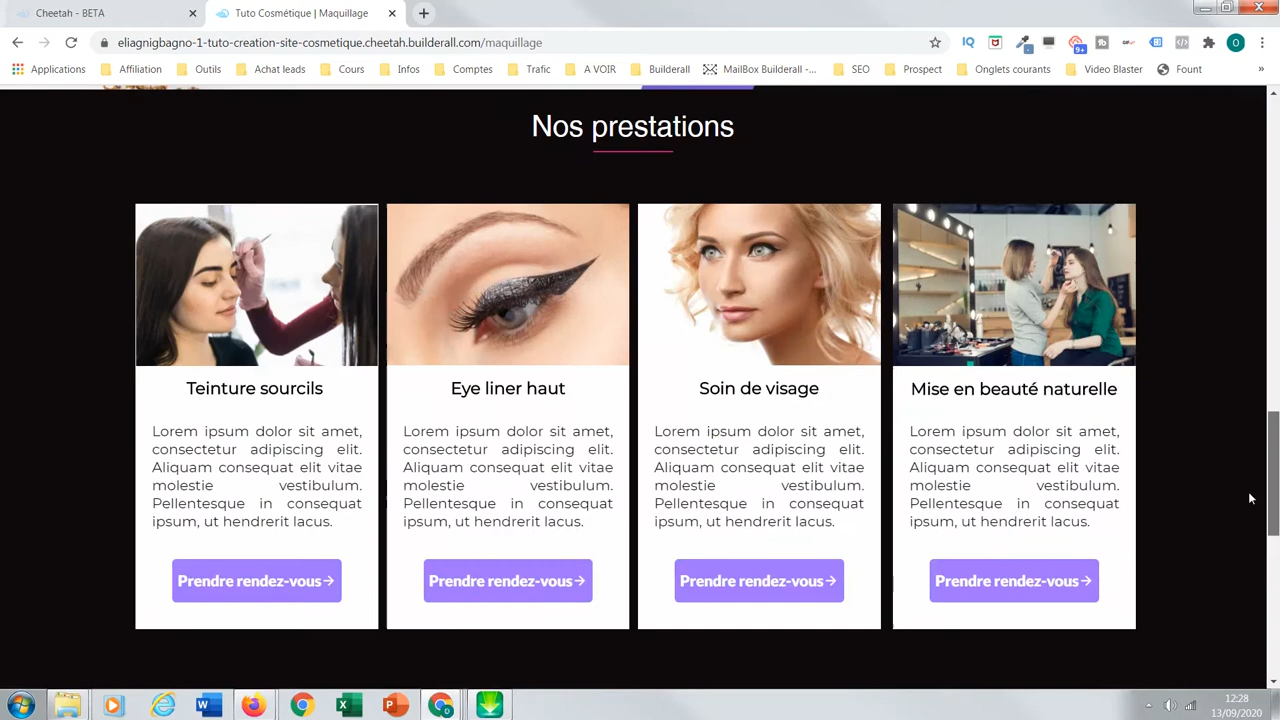 Cheetah - BETA
Tuto Cosmétique | Maquillage
eliagnigbagno-1-tuto-creation-site-cosmetique.cheetah.builderall.com/maquillage
Applications Affiliation Outils Achat leads Cours Infos Comptes Trafic A VOIR Builderall MailBox Builderall -... SEO Prospect Onglets courants Video Blaster Fount »
Nos prestations
Teinture sourcils
Lorem ipsum dolor sit amet,
consectetur adipiscing elit.
Aliquam consequat elit vitae
molestie vestibulum.
Pellentesque in consequat
ipsum, ut hendrerit lacus.
Prendre rendez-vous→
Eye liner haut
Lorem ipsum dolor sit amet,
consectetur adipiscing elit.
Aliquam consequat elit vitae
molestie vestibulum.
Pellentesque in consequat
ipsum, ut hendrerit lacus.
Prendre rendez-vous→
Soin de visage
Lorem ipsum dolor sit amet,
consectetur adipiscing elit.
Aliquam consequat elit vitae
molestie vestibulum.
Pellentesque in consequat
ipsum, ut hendrerit lacus.
Prendre rendez-vous→
Mise en beauté naturelle
Lorem ipsum dolor sit amet,
consectetur adipiscing elit.
Aliquam consequat elit vitae
molestie vestibulum.
Pellentesque in consequat
ipsum, ut hendrerit lacus.
Prendre rendez-vous→
12:28
13/09/2020